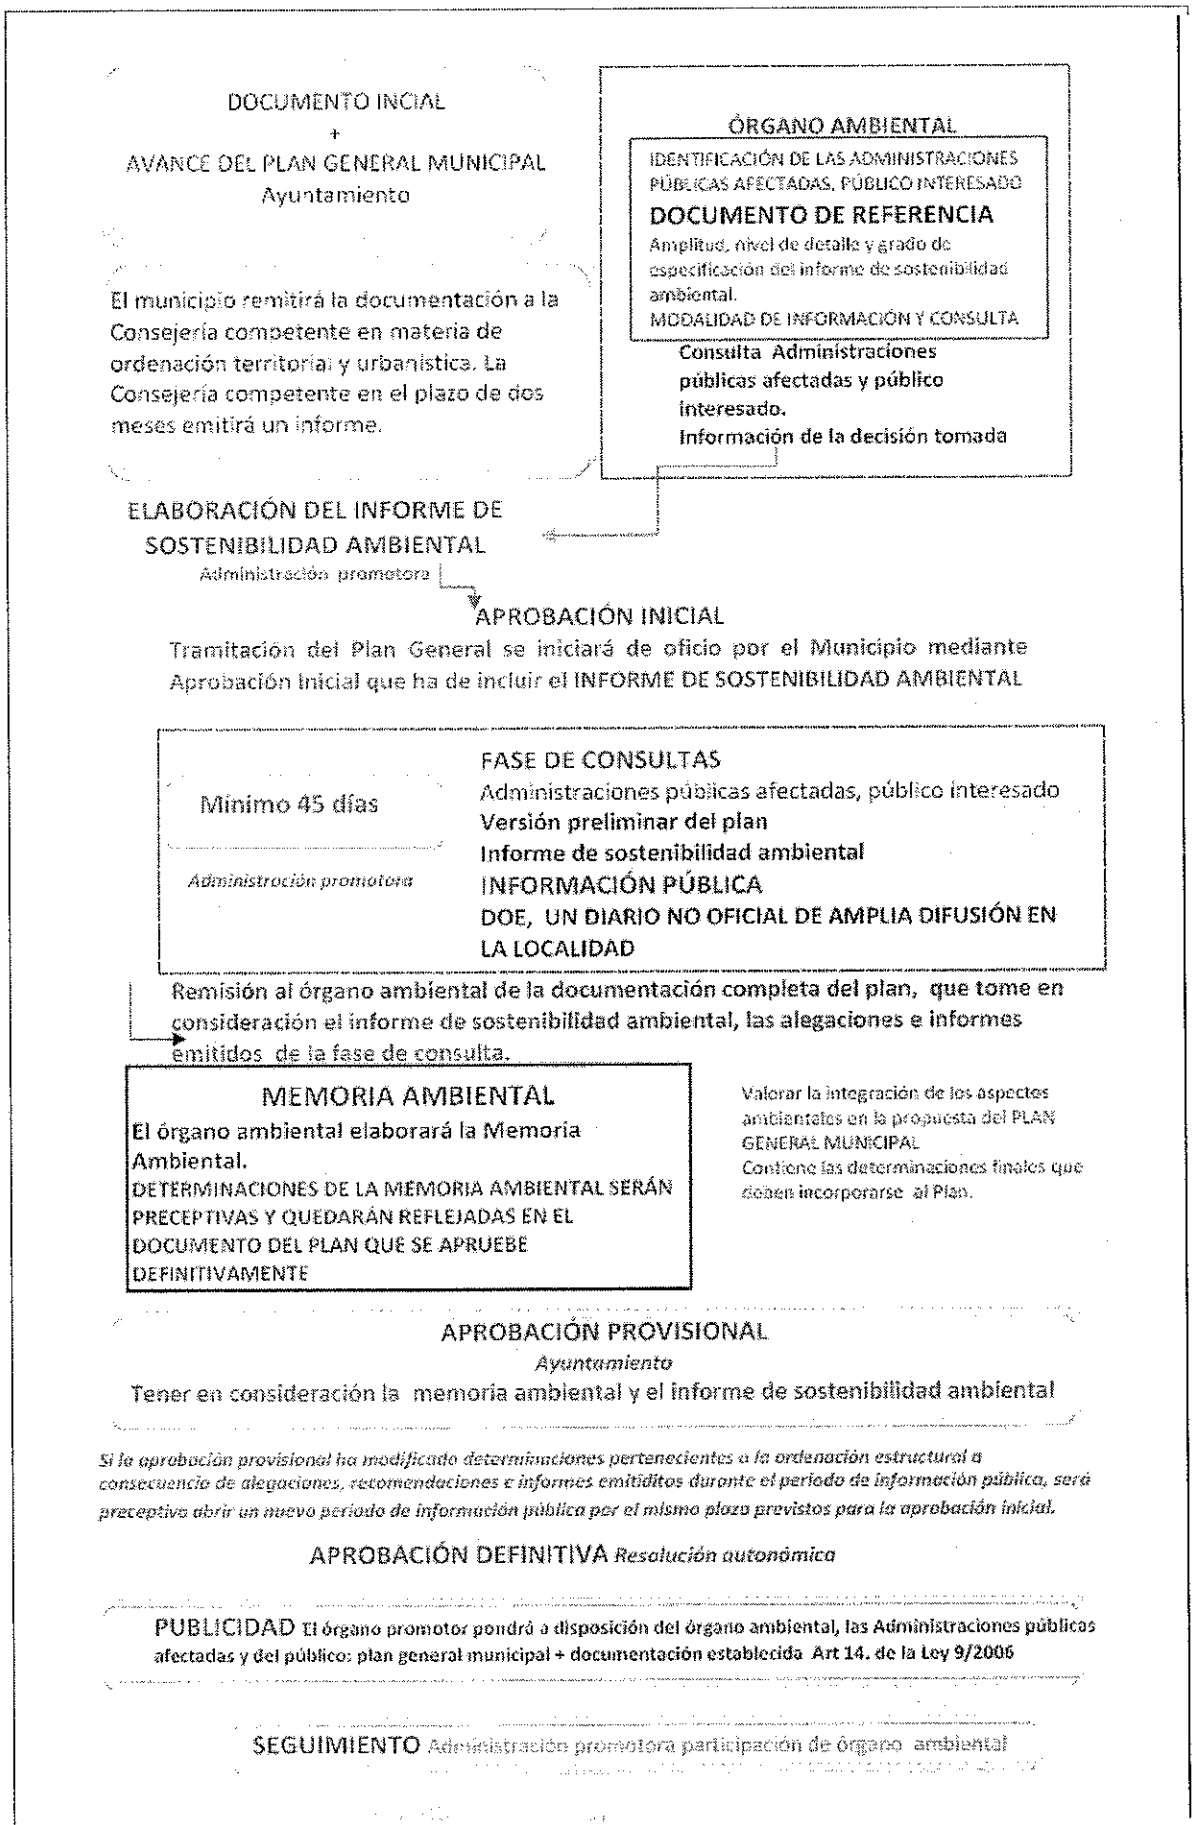 DOCUMENTO INCIAL
+
AVANCE DEL PLAN GENERAL MUNICIPAL
Ayuntamiento
El municipio remitirá la documentación a la
Consejería competente en materia de
ordenación territorial y urbanística. La
Consejería competente en el plazo de dos
meses emitirá un informe.
ÓRGANO AMBIENTAL
IDENTIFICACIÓN DE LAS ADMINISTRACIONES
PÚBLICAS AFECTADAS, PÚBLICO INTERESADO
DOCUMENTO DE REFERENCIA
Amplitud, nivel de detalle y grado de
especificación del informe de sostenibilidad
ambiental.
MODALIDAD DE INFORMACIÓN Y CONSULTA
Consulta Administraciones
públicas afectadas y público
interesado.
Información de la decisión tomada
ELABORACIÓN DEL INFORME DE
SOSTENIBILIDAD AMBIENTAL
Administración promotora
APROBACIÓN INICIAL
Tramitación del Plan General se iniciará de oficio por el Municipio mediante
Aprobación Inicial que ha de incluir el INFORME DE SOSTENIBILIDAD AMBIENTAL
Mínimo 45 días
Administración promotora
FASE DE CONSULTAS
Administraciones públicas afectadas, público interesado
Versión preliminar del plan
Informe de sostenibilidad ambiental
INFORMACIÓN PÚBLICA
DOE, UN DIARIO NO OFICIAL DE AMPLIA DIFUSIÓN EN
LA LOCALIDAD
Remisión al órgano ambiental de la documentación completa del plan, que tome en
consideración el informe de sostenibilidad ambiental, las alegaciones e informes
emitidos de la fase de consulta.
MEMORIA AMBIENTAL
El órgano ambiental elaborará la Memoria
Ambiental.
DETERMINACIONES DE LA MEMORIA AMBIENTAL SERÁN
PRECEPTIVAS Y QUEDARÁN REFLEJADAS EN EL
DOCUMENTO DEL PLAN QUE SE APRUEBE
DEFINITIVAMENTE
Valorar la integración de los aspectos
ambientales en la propuesta del PLAN
GENERAL MUNICIPAL
Contiene las determinaciones finales que
deben incorporarse al Plan.
APROBACIÓN PROVISIONAL
Ayuntamiento
Tener en consideración la memoria ambiental y el informe de sostenibilidad ambiental
Si la aprobación provisional ha modificado determinaciones pertenecientes a la ordenación estructural a
consecuencia de alegaciones, recomendaciones e informes emitiditos durante el periodo de información pública, será
preceptivo abrir un nuevo periodo de información pública por el mismo plazo previstos para la aprobación inicial.
APROBACIÓN DEFINITIVA Resolución autonómica
PUBLICIDAD El órgano promotor pondrá a disposición del órgano ambiental, las Administraciones públicas
afectadas y del público: plan general municipal + documentación establecida Art 14. de la Ley 9/2006
SEGUIMIENTO Administración promotora participación de órgano ambiental